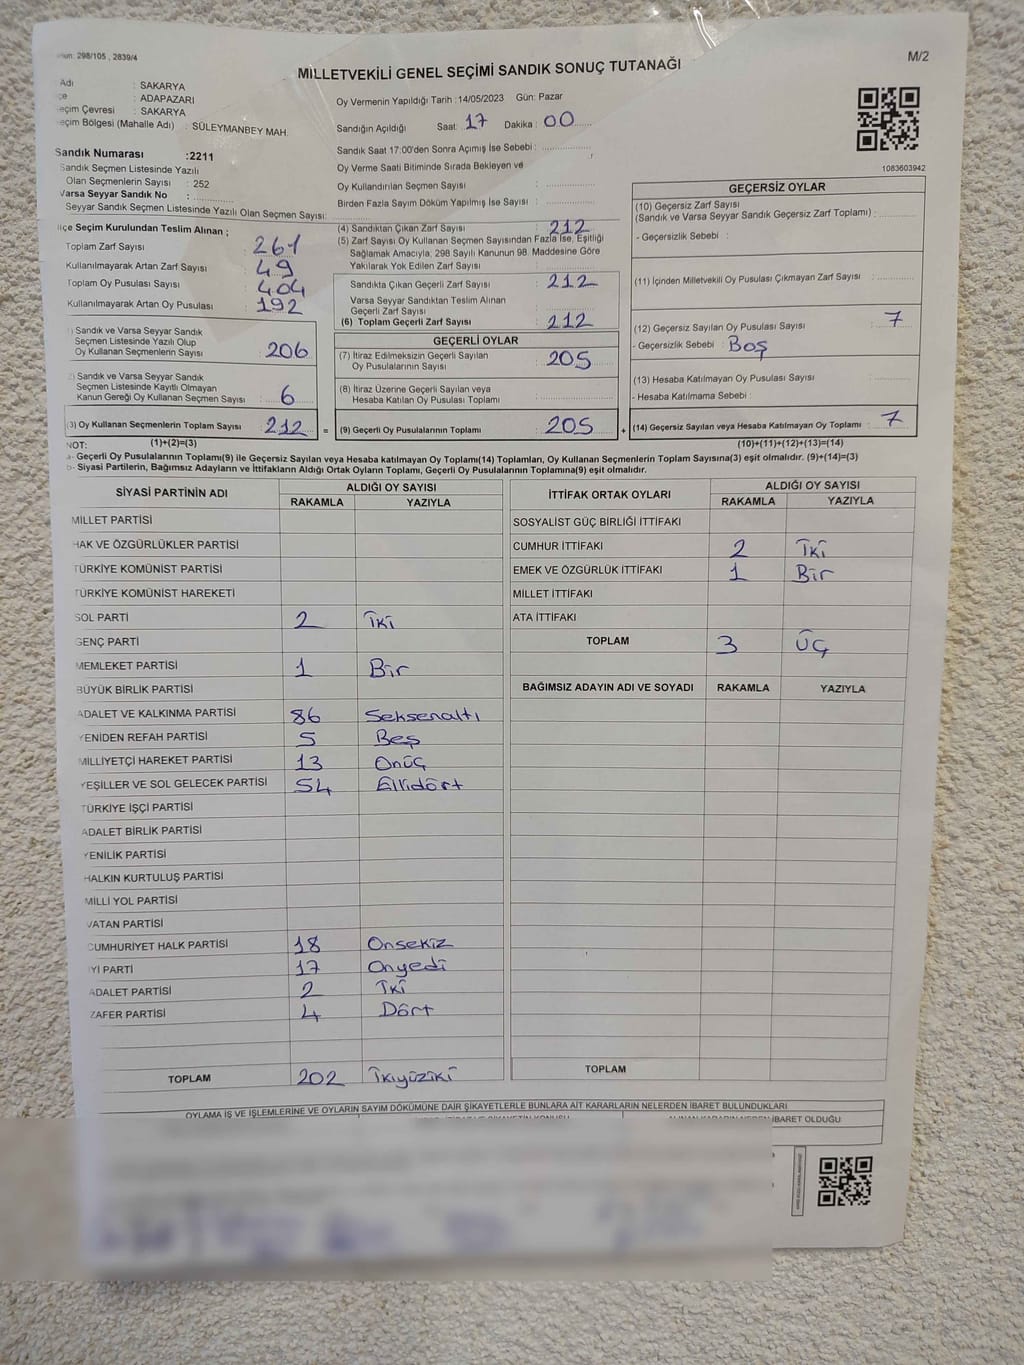 298/105 , 2839/4
M/2
MİLLETVEKİLİ GENEL SEÇİMİ SANDIK SONUÇ TUTANAĞI
Adı : SAKARYA
: ADAPAZARI
eçim Çevresi : SAKARYA
eçim Bölgesi (Mahalle Adı) : SÜLEYMANBEY MAH.
Oy Vermenin Yapıldığı Tarih :14/05/2023 Gün: Pazar
Sandığın Açıldığı Saat: 17 Dakika : 00
Sandık Saat 17:00'den Sonra Açımış İse Sebebi :
Oy Verme Saati Bitiminde Sırada Bekleyen ve
Oy Kullandırılan Seçmen Sayısı :
Birden Fazla Sayım Döküm Yapılmış İse Sayısı :
1083603942
Sandık Numarası :2211
Sandık Seçmen Listesinde Yazılı
Olan Seçmenlerin Sayısı : 252
Varsa Seyyar Sandık No :
Seyyar Sandık Seçmen Listesinde Yazılı Olan Seçmen Sayısı:
lçe Seçim Kurulundan Teslim Alınan ;
Toplam Zarf Sayısı 261
Kullanılmayarak Artan Zarf Sayısı 49
Toplam Oy Pusulası Sayısı 404
Kullanılmayarak Artan Oy Pusulası 192
) Sandık ve Varsa Seyyar Sandık
Seçmen Listesinde Yazılı Olup
Oy Kullanan Seçmenlerin Sayısı : 206
) Sandık ve Varsa Seyyar Sandık
Seçmen Listesinde Kayıtlı Olmayan
Kanun Gereği Oy Kullanan Seçmen Sayısı : 6
(3) Oy Kullanan Seçmenlerin Toplam Sayısı : 212 =
(4) Sandıktan Çıkan Zarf Sayısı : 212
(5) Zarf Sayısı Oy Kullanan Seçmen Sayısından Fazla İse, Eşitliği
Sağlamak Amacıyla; 298 Sayılı Kanunun 98. Maddesine Göre
Yakılarak Yok Edilen Zarf Sayısı :
Sandıkta Çıkan Geçerli Zarf Sayısı : 212
Varsa Seyyar Sandıktan Teslim Alınan
Geçerli Zarf Sayısı :
(6) Toplam Geçerli Zarf Sayısı : 212
GEÇERLİ OYLAR
(7) İtiraz Edilmeksizin Geçerli Sayılan
Oy Pusulalarının Sayısı : 205
(8) İtiraz Üzerine Geçerli Sayılan veya
Hesaba Katılan Oy Pusulası Toplamı :
(9) Geçerli Oy Pusulalarının Toplamı : 205 +
GEÇERSİZ OYLAR
(10) Geçersiz Zarf Sayısı
(Sandık ve Varsa Seyyar Sandık Geçersiz Zarf Toplamı) :
- Geçersizlik Sebebi :
(11) İçinden Milletvekili Oy Pusulası Çıkmayan Zarf Sayısı :
(12) Geçersiz Sayılan Oy Pusulası Sayısı : 7
- Geçersizlik Sebebi : Boş
(13) Hesaba Katılmayan Oy Pusulası Sayısı :
- Hesaba Katılmama Sebebi :
(14) Geçersiz Sayılan veya Hesaba Katılmayan Oy Toplamı : 7
NOT: (1)+(2)=(3) (10)+(11)+(12)+(13)=(14)
a- Geçerli Oy Pusulalarının Toplamı(9) ile Geçersiz Sayılan veya Hesaba katılmayan Oy Toplamı(14) Toplamları, Oy Kullanan Seçmenlerin Toplam Sayısına(3) eşit olmalıdır. (9)+(14)=(3)
b- Siyasi Partilerin, Bağımsız Adayların ve İttifakların Aldığı Ortak Oyların Toplamı, Geçerli Oy Pusulalarının Toplamına(9) eşit olmalıdır.
SİYASİ PARTİNİN ADI ALDIĞI OY SAYISI
RAKAMLA YAZIYLA
MİLLET PARTİSİ
HAK VE ÖZGÜRLÜKLER PARTİSİ
TÜRKİYE KOMÜNİST PARTİSİ
TÜRKİYE KOMÜNİST HAREKETİ
SOL PARTİ 2 İki
GENÇ PARTİ
MEMLEKET PARTİSİ 1 Bir
BÜYÜK BİRLİK PARTİSİ
ADALET VE KALKINMA PARTİSİ 86 Seksenaltı
YENİDEN REFAH PARTİSİ 5 Beş
MİLLİYETÇİ HAREKET PARTİSİ 13 Onüç
YEŞİLLER VE SOL GELECEK PARTİSİ 54 Ellidört
TÜRKİYE İŞÇİ PARTİSİ
ADALET BİRLİK PARTİSİ
YENİLİK PARTİSİ
HALKIN KURTULUŞ PARTİSİ
MİLLİ YOL PARTİSİ
VATAN PARTİSİ
CUMHURİYET HALK PARTİSİ 18 Onsekiz
İYİ PARTİ 17 Onyedi
ADALET PARTİSİ 2 İki
ZAFER PARTİSİ 4 Dört
TOPLAM 202 İkiyüziki
İTTİFAK ORTAK OYLARI ALDIĞI OY SAYISI
RAKAMLA YAZIYLA
SOSYALİST GÜÇ BİRLİĞİ İTTİFAKI
CUMHUR İTTİFAKI 2 İki
EMEK VE ÖZGÜRLÜK İTTİFAKI 1 Bir
MİLLET İTTİFAKI
ATA İTTİFAKI
TOPLAM 3 Üç
BAĞIMSIZ ADAYIN ADI VE SOYADI RAKAMLA YAZIYLA
TOPLAM
OYLAMA İŞ VE İŞLEMLERİNE VE OYLARIN SAYIM DÖKÜMÜNE DAİR ŞİKAYETLERLE BUNLARA AİT KARARLARIN NELERDEN İBARET BULUNDUKLARI
İBARET OLDUĞU